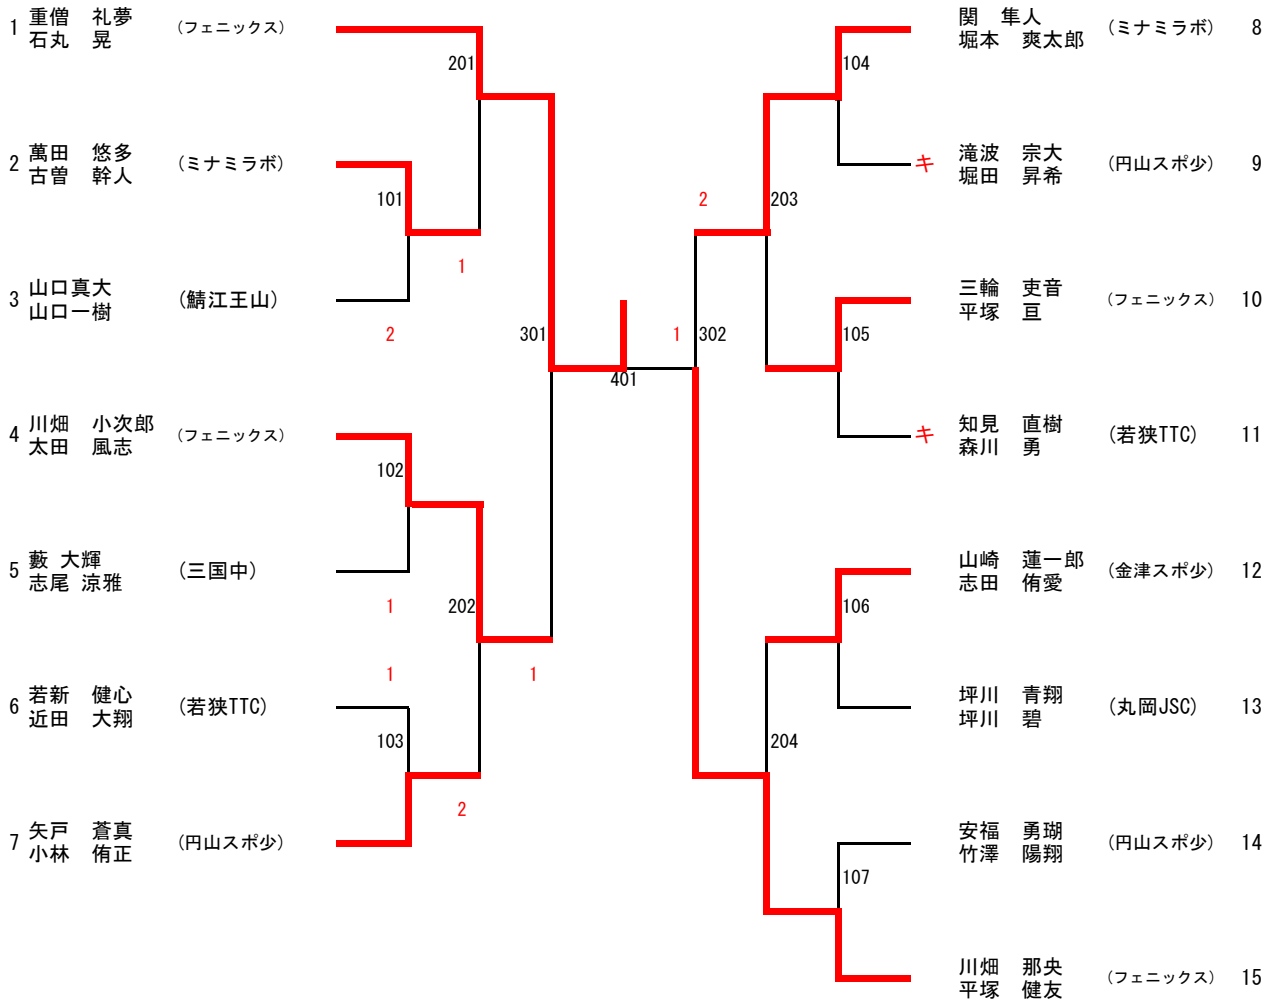 1 重僧　礼夢
石丸　晃 （フェニックス）
201
2 萬田　悠多
古曽　幹人 （ミナミラボ）
101
1
3 山口真大
山口一樹 （鯖江王山）
2
301
4 川畑　小次郎
太田　風志 （フェニックス）
102
5 藪 大輝
志尾 涼雅 （三国中）
1
202
1
1
6 若新　健心
近田　大翔 （若狭TTC）
103
2
7 矢戸　蒼真
小林　侑正 （円山スポ少）
401
関　隼人
堀本　爽太郎 （ミナミラボ） 8
104
キ 滝波　宗大
堀田　昇希 （円山スポ少） 9
2
203
三輪　吏音
平塚　亘 （フェニックス） 10
1
302
105
キ 知見　直樹
森川　勇 （若狭TTC） 11
山崎　蓮一郎
志田　侑愛 （金津スポ少） 12
106
坪川　青翔
坪川　碧 （丸岡JSC） 13
204
安福　勇瑚
竹澤　陽翔 （円山スポ少） 14
107
川畑　那央
平塚　健友 （フェニックス） 15